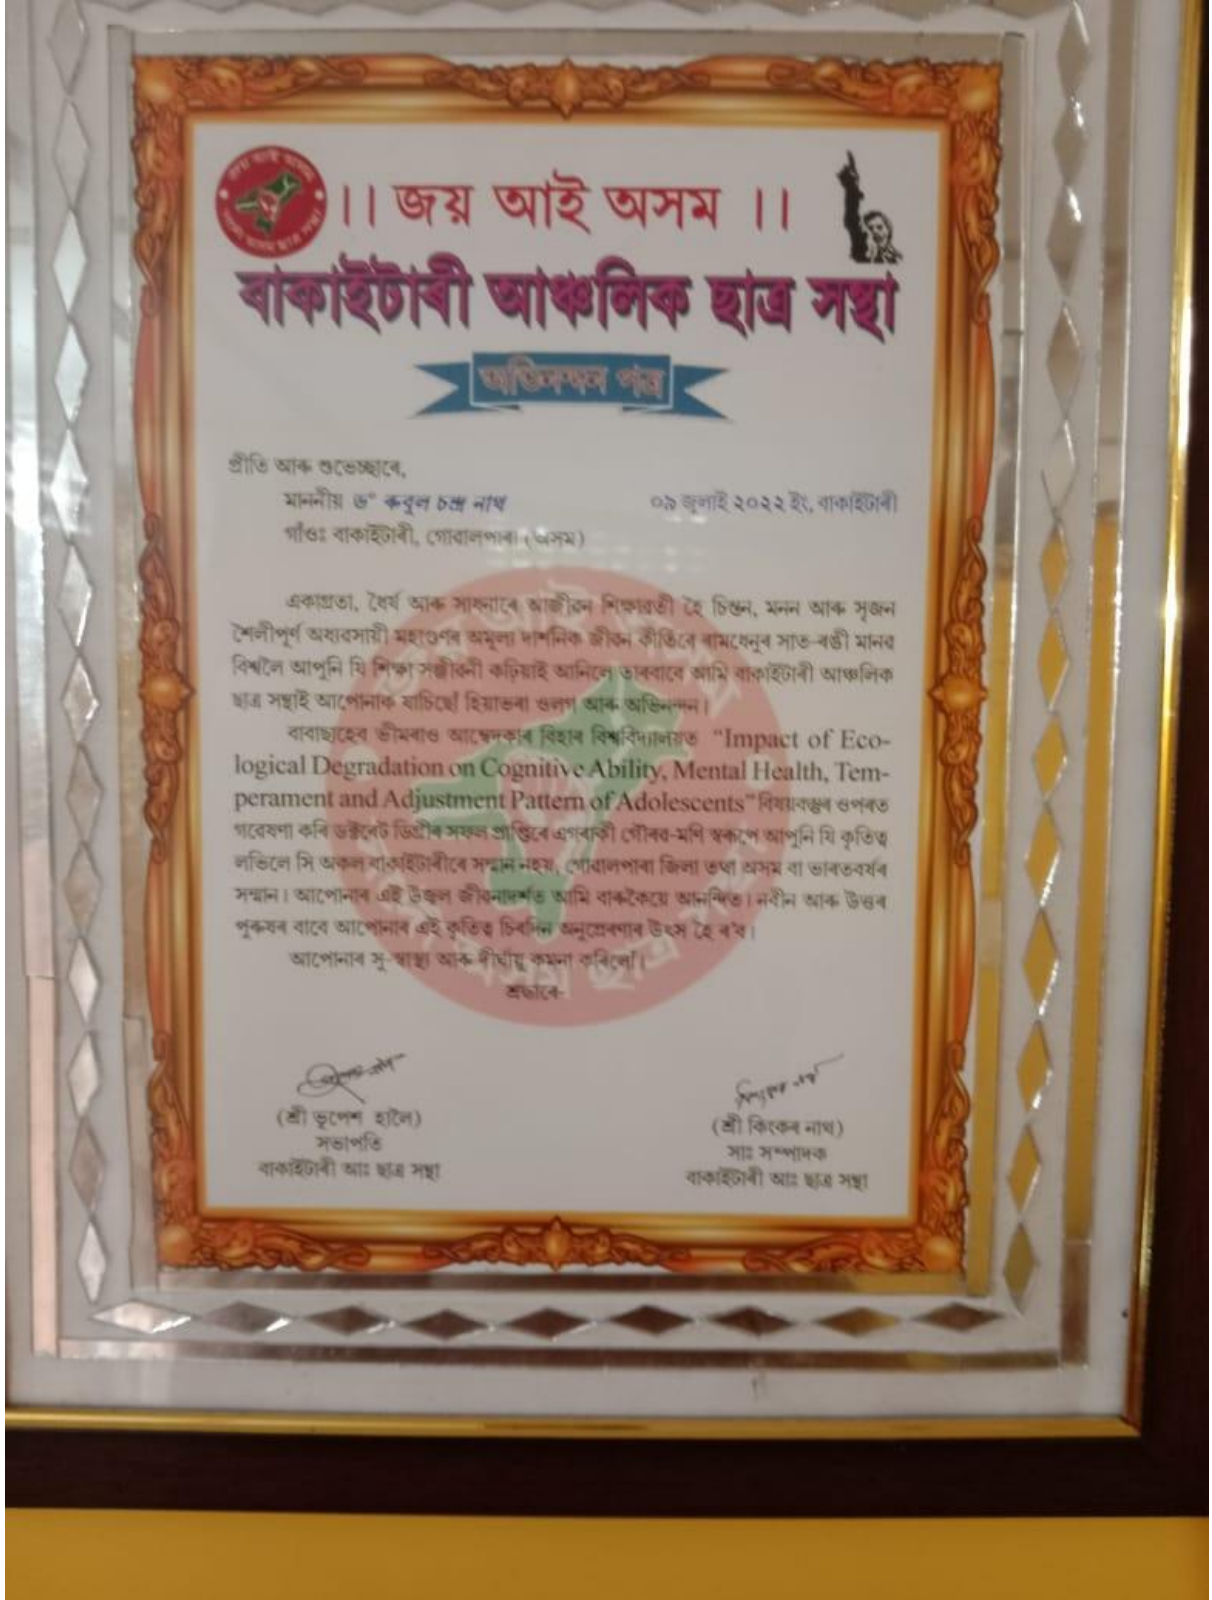 জয় আই অসম
।। জয় আই অসম ।।
বাকাইটাৰী আঞ্চলিক ছাত্ৰ সন্থা
অভিনন্দন পত্ৰ
প্ৰীতি আৰু শুভেচ্ছাৰে,
মাননীয় ড° ৰুবুল চন্দ্ৰ নাথ
০৯ জুলাই ২০২২ ইং, বাকাইটাৰী
গাঁওঃ বাকাইটাৰী, গোৱালপাৰা (অসম)
একাগ্ৰতা, ধৈৰ্য আৰু সাধনাৰে আজীৱন শিক্ষাব্ৰতী হৈ চিন্তন, মনন আৰু সৃজন
শৈলীপূৰ্ণ অধ্যৱসায়ী মহাগুণৰ অমূল্য দাৰ্শনিক জীৱন কীৰ্তিৰে ৰামধেনুৰ সাত-ৰঙী মানৱ
বিশ্বলৈ আপুনি যি শিক্ষা সঞ্জীৱনী কঢ়িয়াই আনিলে তাৰবাবে আমি বাকাইটাৰী আঞ্চলিক
ছাত্ৰ সন্থাই আপোনাক যাচিছোঁ হিয়াভৰা ওলগ আৰু অভিনন্দন।
বাবাছাহেব ভীমৰাও আম্বেদকাৰ বিহাৰ বিশ্ববিদ্যালয়ত “Impact of Eco-
logical Degradation on Cognitive Ability, Mental Health, Tem-
perament and Adjustment Pattern of Adolescents” বিষয়বস্তুৰ ওপৰত
গৱেষণা কৰি ডক্টৰেট ডিগ্ৰীৰ সফল প্ৰাপ্তিৰে এগৰাকী গৌৰৱ-মণি স্বৰূপে আপুনি যি কৃতিত্ব
লভিলে সি অকল বাকাইটাৰীৰে সন্মান নহয়, গোৱালপাৰা জিলা তথা অসম বা ভাৰতবৰ্ষৰ
সন্মান। আপোনাৰ এই উজ্বল জীৱনাদৰ্শত আমি বাৰুকৈয়ে আনন্দিত। নবীন আৰু উত্তৰ
পুৰুষৰ বাবে আপোনাৰ এই কৃতিত্ব চিৰদিন অনুপ্ৰেৰণাৰ উৎস হৈ ৰ'ব।
আপোনাৰ সু-স্বাস্থ্য আৰু দীৰ্ঘায়ু কমনা কৰিলোঁ।
শ্ৰদ্ধাৰে-
(শ্ৰী ভূপেশ হালৈ)
সভাপতি
বাকাইটাৰী আঃ ছাত্ৰ সন্থা
(শ্ৰী কিংকৰ নাথ)
সাঃ সম্পাদক
বাকাইটাৰী আঃ ছাত্ৰ সন্থা